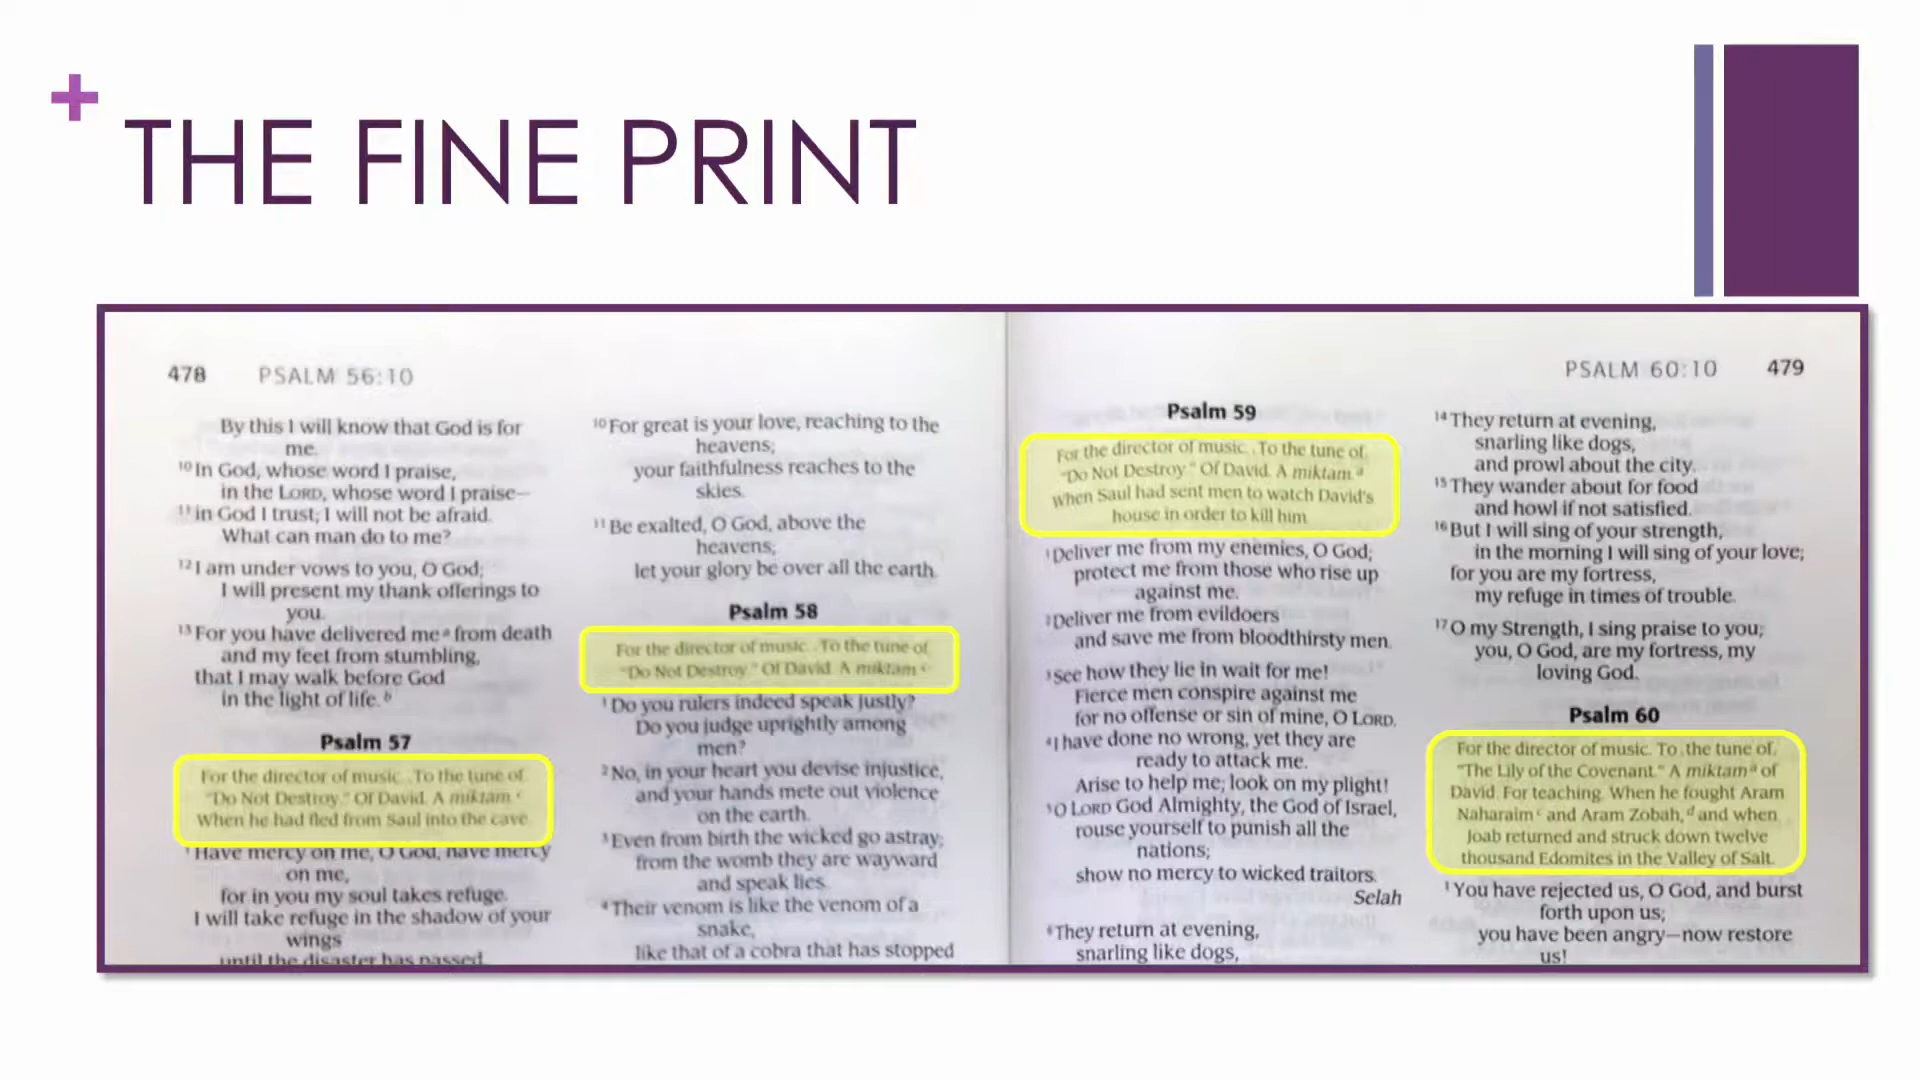 +
THE FINE PRINT
478 PSALM 56:10
By this I will know that God is for
me.
10 In God, whose word I praise,
in the LORD, whose word I praise—
11 in God I trust; I will not be afraid.
What can man do to me?
12 I am under vows to you, O God;
I will present my thank offerings to
you.
13 For you have delivered me a from death
and my feet from stumbling,
that I may walk before God
in the light of life. b
Psalm 57
For the director of music. To the tune of
"Do Not Destroy." Of David. A miktam. c
When he had fled from Saul into the cave.
1 Have mercy on me, O God, have mercy
on me,
for in you my soul takes refuge.
I will take refuge in the shadow of your
wings
until the disaster has passed.
10 For great is your love, reaching to the
heavens;
your faithfulness reaches to the
skies.
11 Be exalted, O God, above the
heavens;
let your glory be over all the earth.
Psalm 58
For the director of music. To the tune of
"Do Not Destroy." Of David. A miktam. c
1 Do you rulers indeed speak justly?
Do you judge uprightly among
men?
2 No, in your heart you devise injustice,
and your hands mete out violence
on the earth.
3 Even from birth the wicked go astray;
from the womb they are wayward
and speak lies.
4 Their venom is like the venom of a
snake,
like that of a cobra that has stopped
PSALM 60:10 479
Psalm 59
For the director of music. To the tune of
"Do Not Destroy." Of David. A miktam. a
When Saul had sent men to watch David's
house in order to kill him.
1 Deliver me from my enemies, O God;
protect me from those who rise up
against me.
2 Deliver me from evildoers
and save me from bloodthirsty men.
3 See how they lie in wait for me!
Fierce men conspire against me
for no offense or sin of mine, O LORD.
4 I have done no wrong, yet they are
ready to attack me.
Arise to help me; look on my plight!
5 O LORD God Almighty, the God of Israel,
rouse yourself to punish all the
nations;
show no mercy to wicked traitors.
Selah
6 They return at evening,
snarling like dogs,
14 They return at evening,
snarling like dogs,
and prowl about the city.
15 They wander about for food
and howl if not satisfied.
16 But I will sing of your strength,
in the morning I will sing of your love;
for you are my fortress,
my refuge in times of trouble.
17 O my Strength, I sing praise to you;
you, O God, are my fortress, my
loving God.
Psalm 60
For the director of music. To the tune of
"The Lily of the Covenant." A miktam a of
David. For teaching. When he fought Aram
Naharaim c and Aram Zobah, d and when
Joab returned and struck down twelve
thousand Edomites in the Valley of Salt.
1 You have rejected us, O God, and burst
forth upon us;
you have been angry—now restore
us!